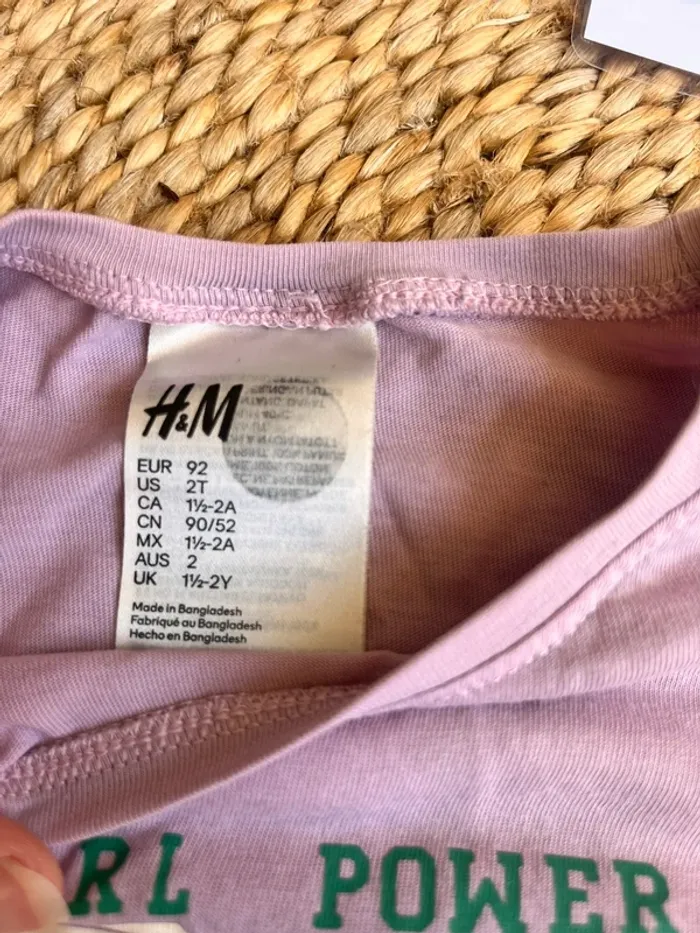 H&M
EUR 92
US 2T
CA 1½-2A
CN 90/52
MX 1½-2A
AUS 2
UK 1½-2Y
Made in Bangladesh
Fabriqué au Bangladesh
Hecho en Bangladesh
RL POWER